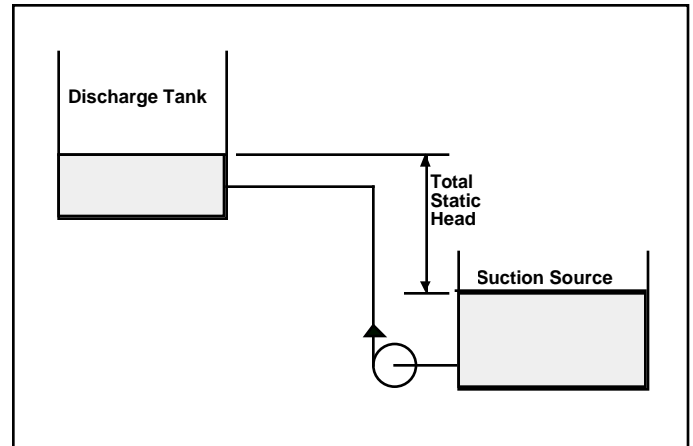 Discharge Tank
Total
Static
Head
Suction Source